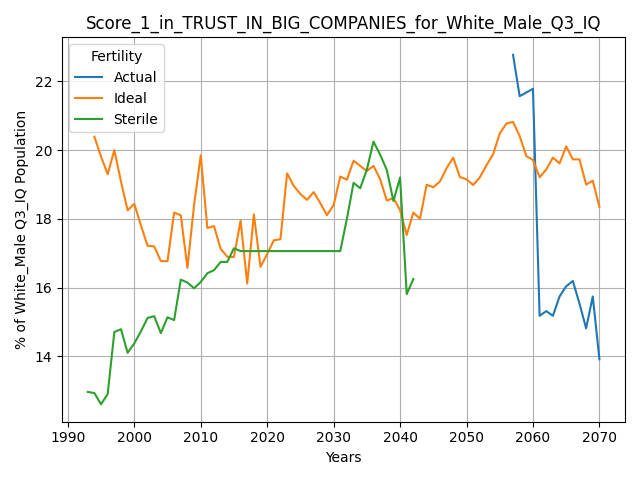 Score_1_in_TRUST_IN_BIG_COMPANIES_for_White_Male_Q3_IQ
Fertility
Actual
Ideal
Sterile
% of White_Male Q3_IQ Population
22
20
18
16
14
1990 2000 2010 2020 2030 2040 2050 2060 2070
Years